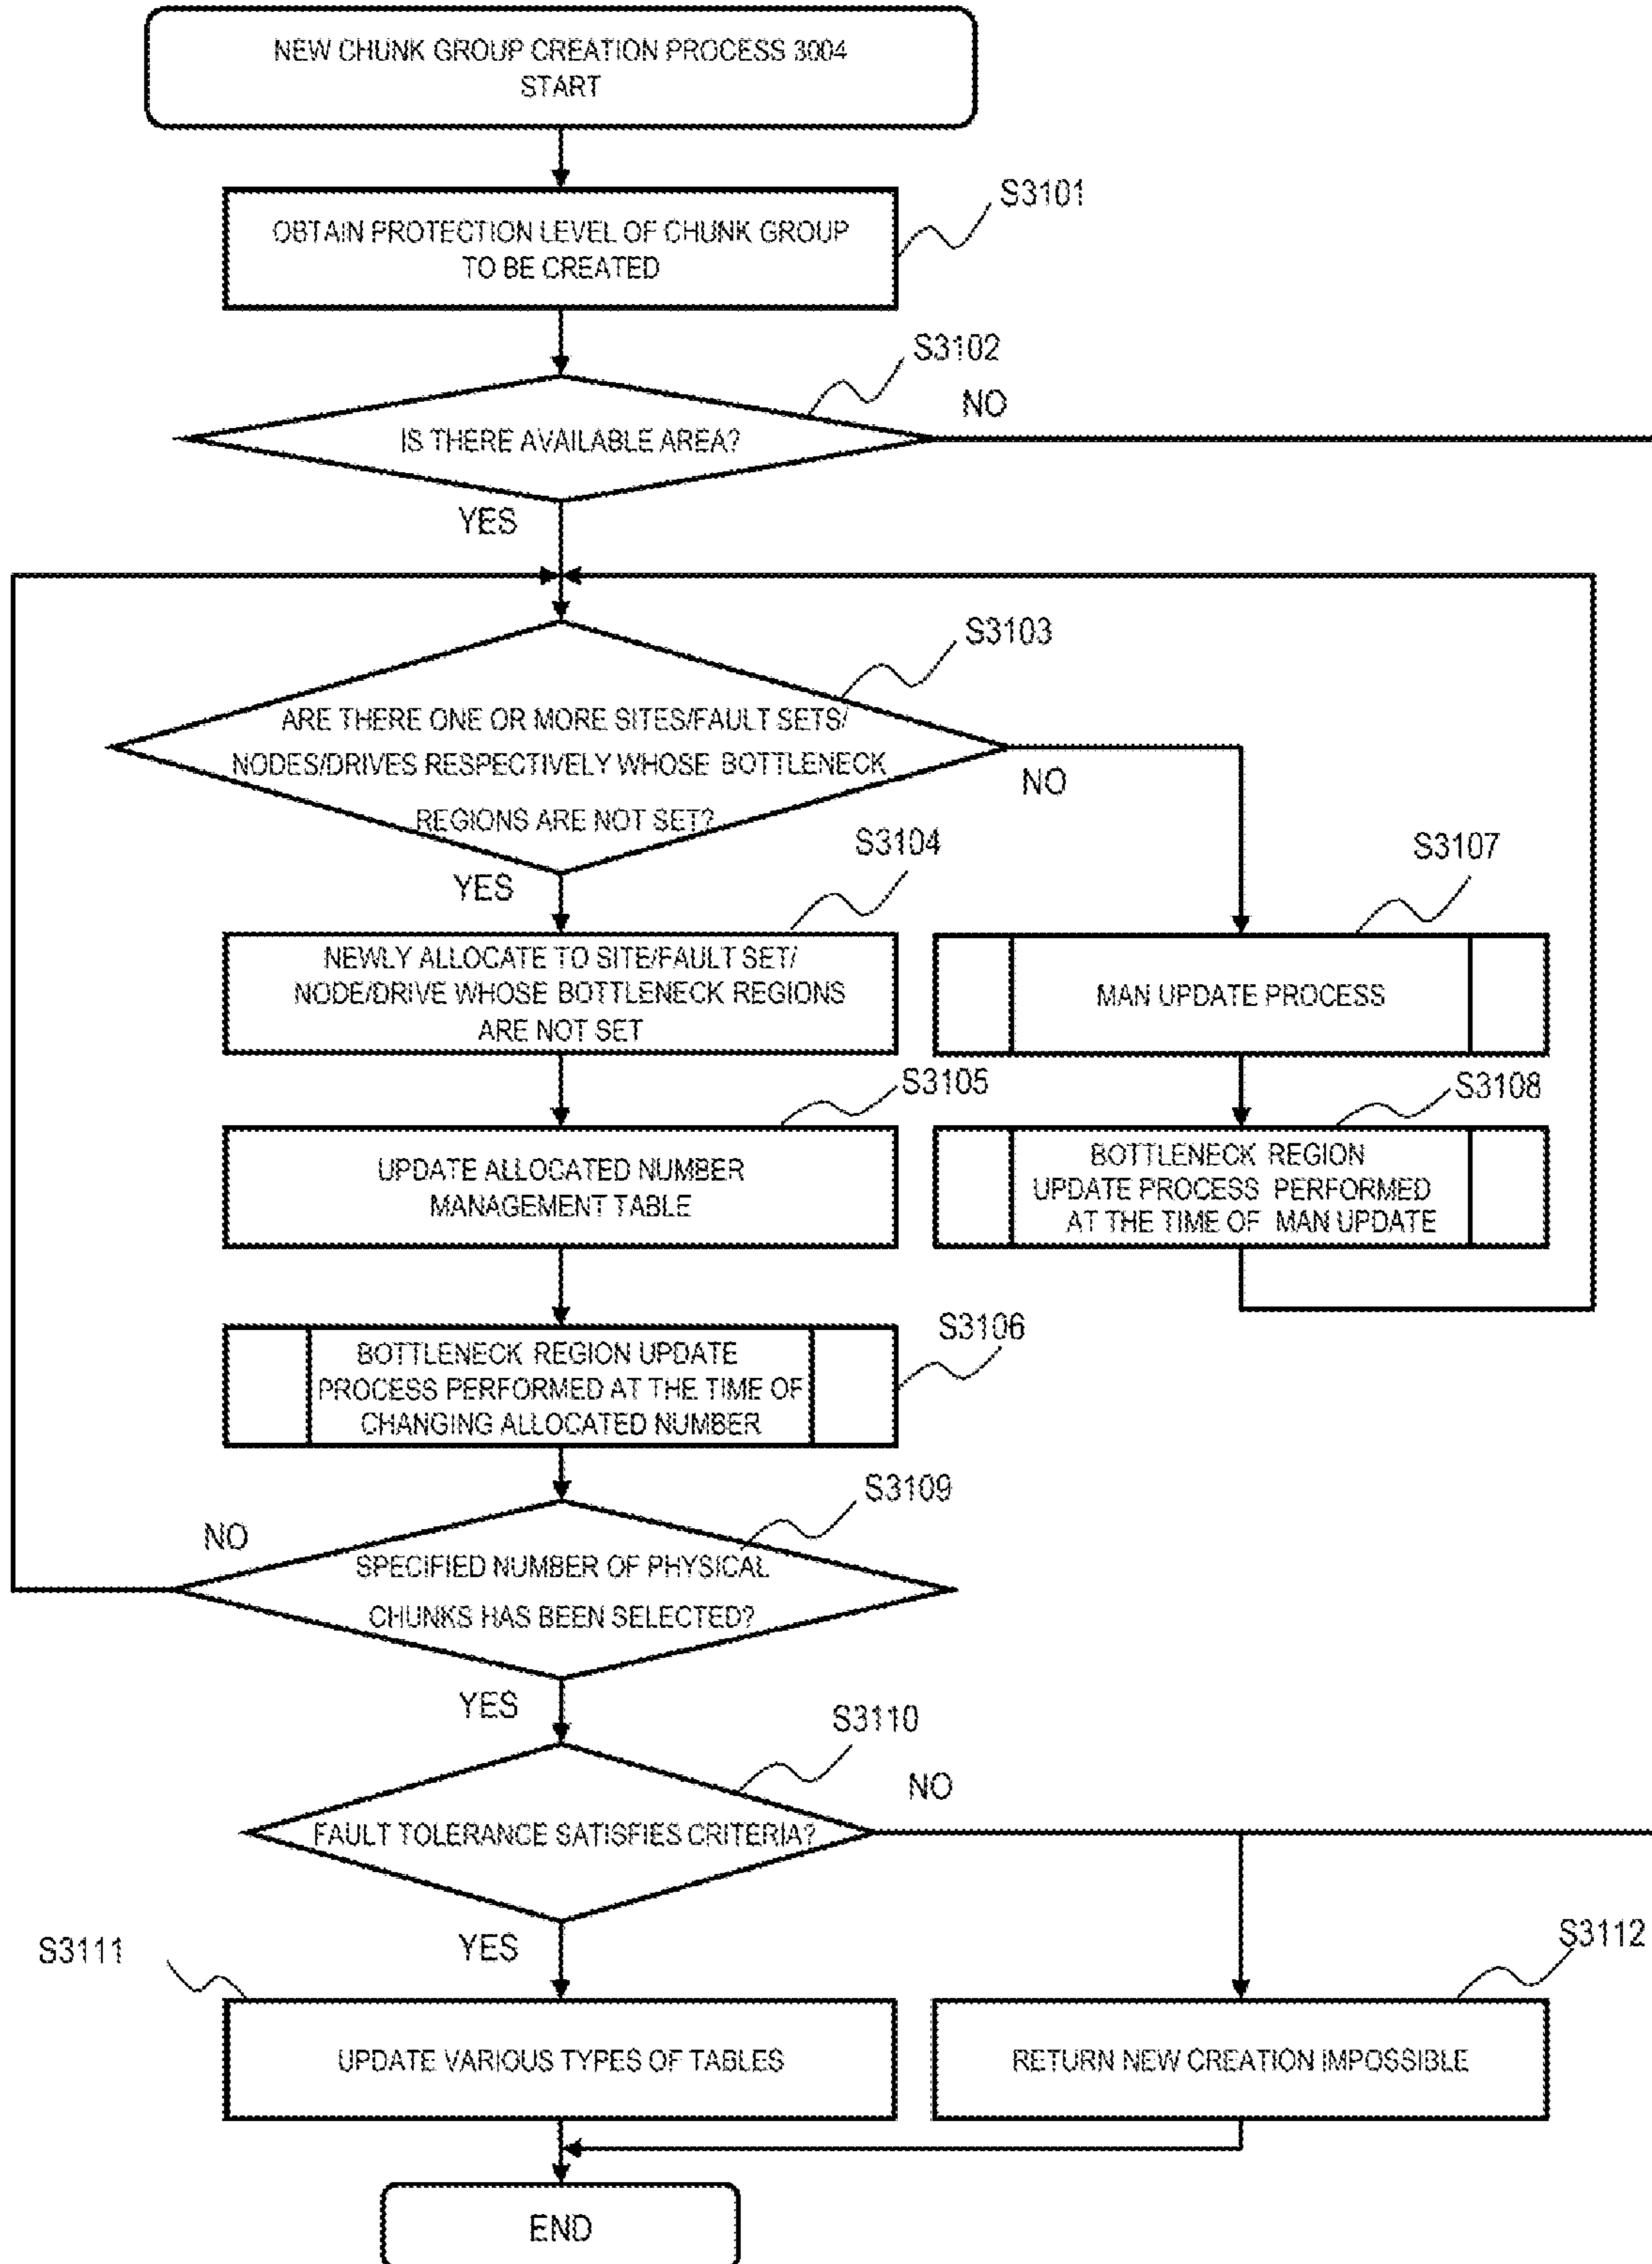 NEW CHUNK GROUP CREATION PROCESS 3004
START
S3101
OBTAIN PROTECTION LEVEL OF CHUNK GROUP
TO BE CREATED
S3102
NO
IS THERE AVAILABLE AREA?
YES
S3103
ARE THERE ONE OR MORE SITES/FAULT SETS/
NODES/DRIVES RESPECTIVELY WHOSE BOTTLENECK
REGIONS ARE NOT SET?
NO
YES
S3104
S3107
NEWLY ALLOCATE TO SITE/FAULT SET/
NODE/DRIVE WHOSE BOTTLENECK REGIONS
ARE NOT SET
MAN UPDATE PROCESS
S3105
S3108
UPDATE ALLOCATED NUMBER
MANAGEMENT TABLE
BOTTLENECK REGION
UPDATE PROCESS PERFORMED
AT THE TIME OF MAN UPDATE
S3106
BOTTLENECK REGION UPDATE
PROCESS PERFORMED AT THE TIME OF
CHANGING ALLOCATED NUMBER
S3109
NO
SPECIFIED NUMBER OF PHYSICAL
CHUNKS HAS BEEN SELECTED?
YES
S3110
NO
FAULT TOLERANCE SATISFIES CRITERIA?
YES
S3111
S3112
UPDATE VARIOUS TYPES OF TABLES
RETURN NEW CREATION IMPOSSIBLE
END